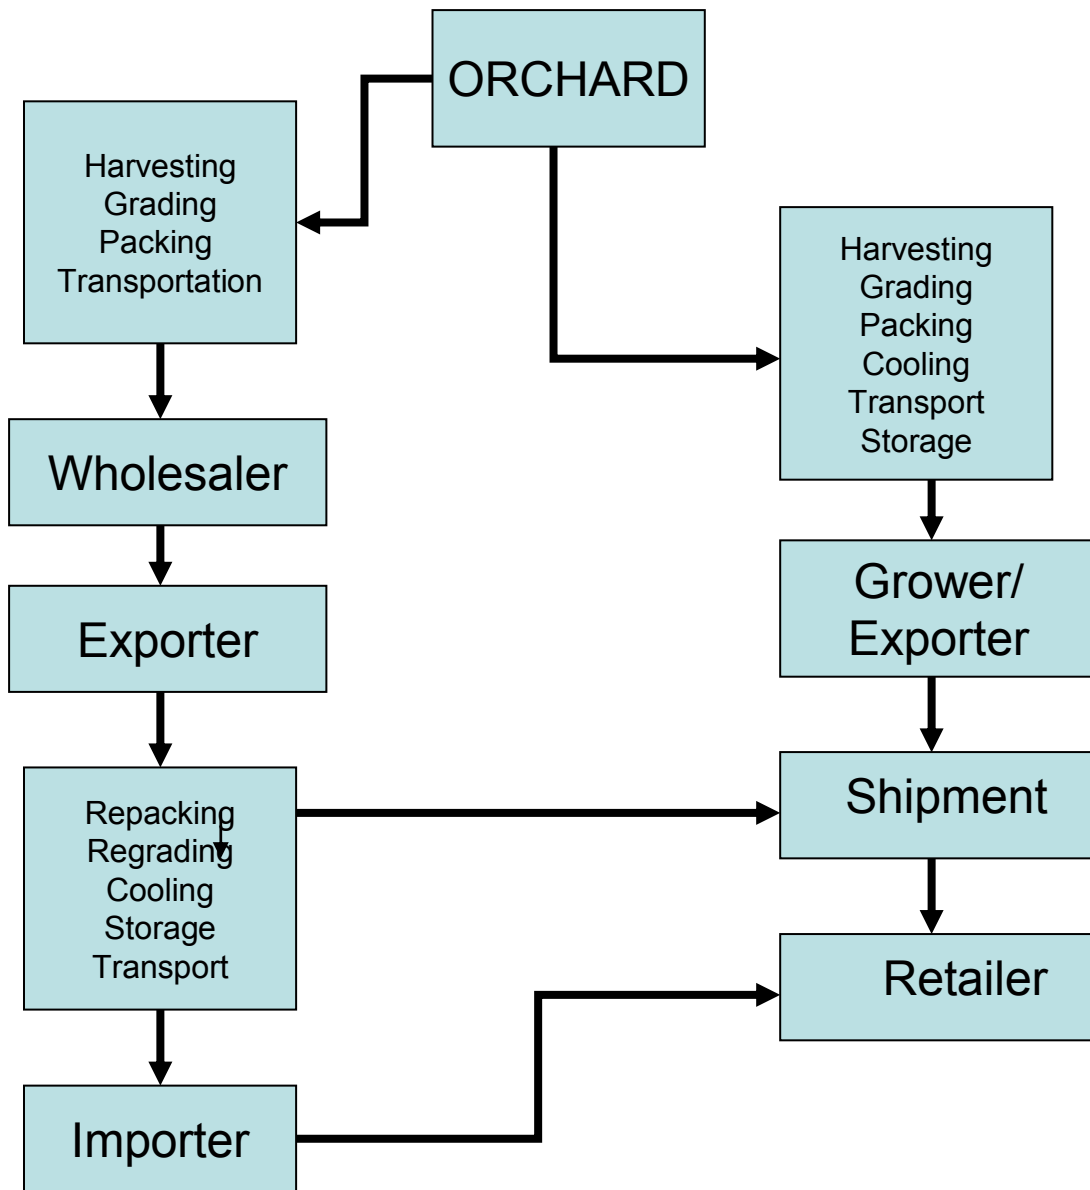 ORCHARD
Harvesting
Grading
Packing
Transportation
Wholesaler
Exporter
Repacking
Regrading
Cooling
Storage
Transport
Importer
Harvesting
Grading
Packing
Cooling
Transport
Storage
Grower/
Exporter
Shipment
Retailer